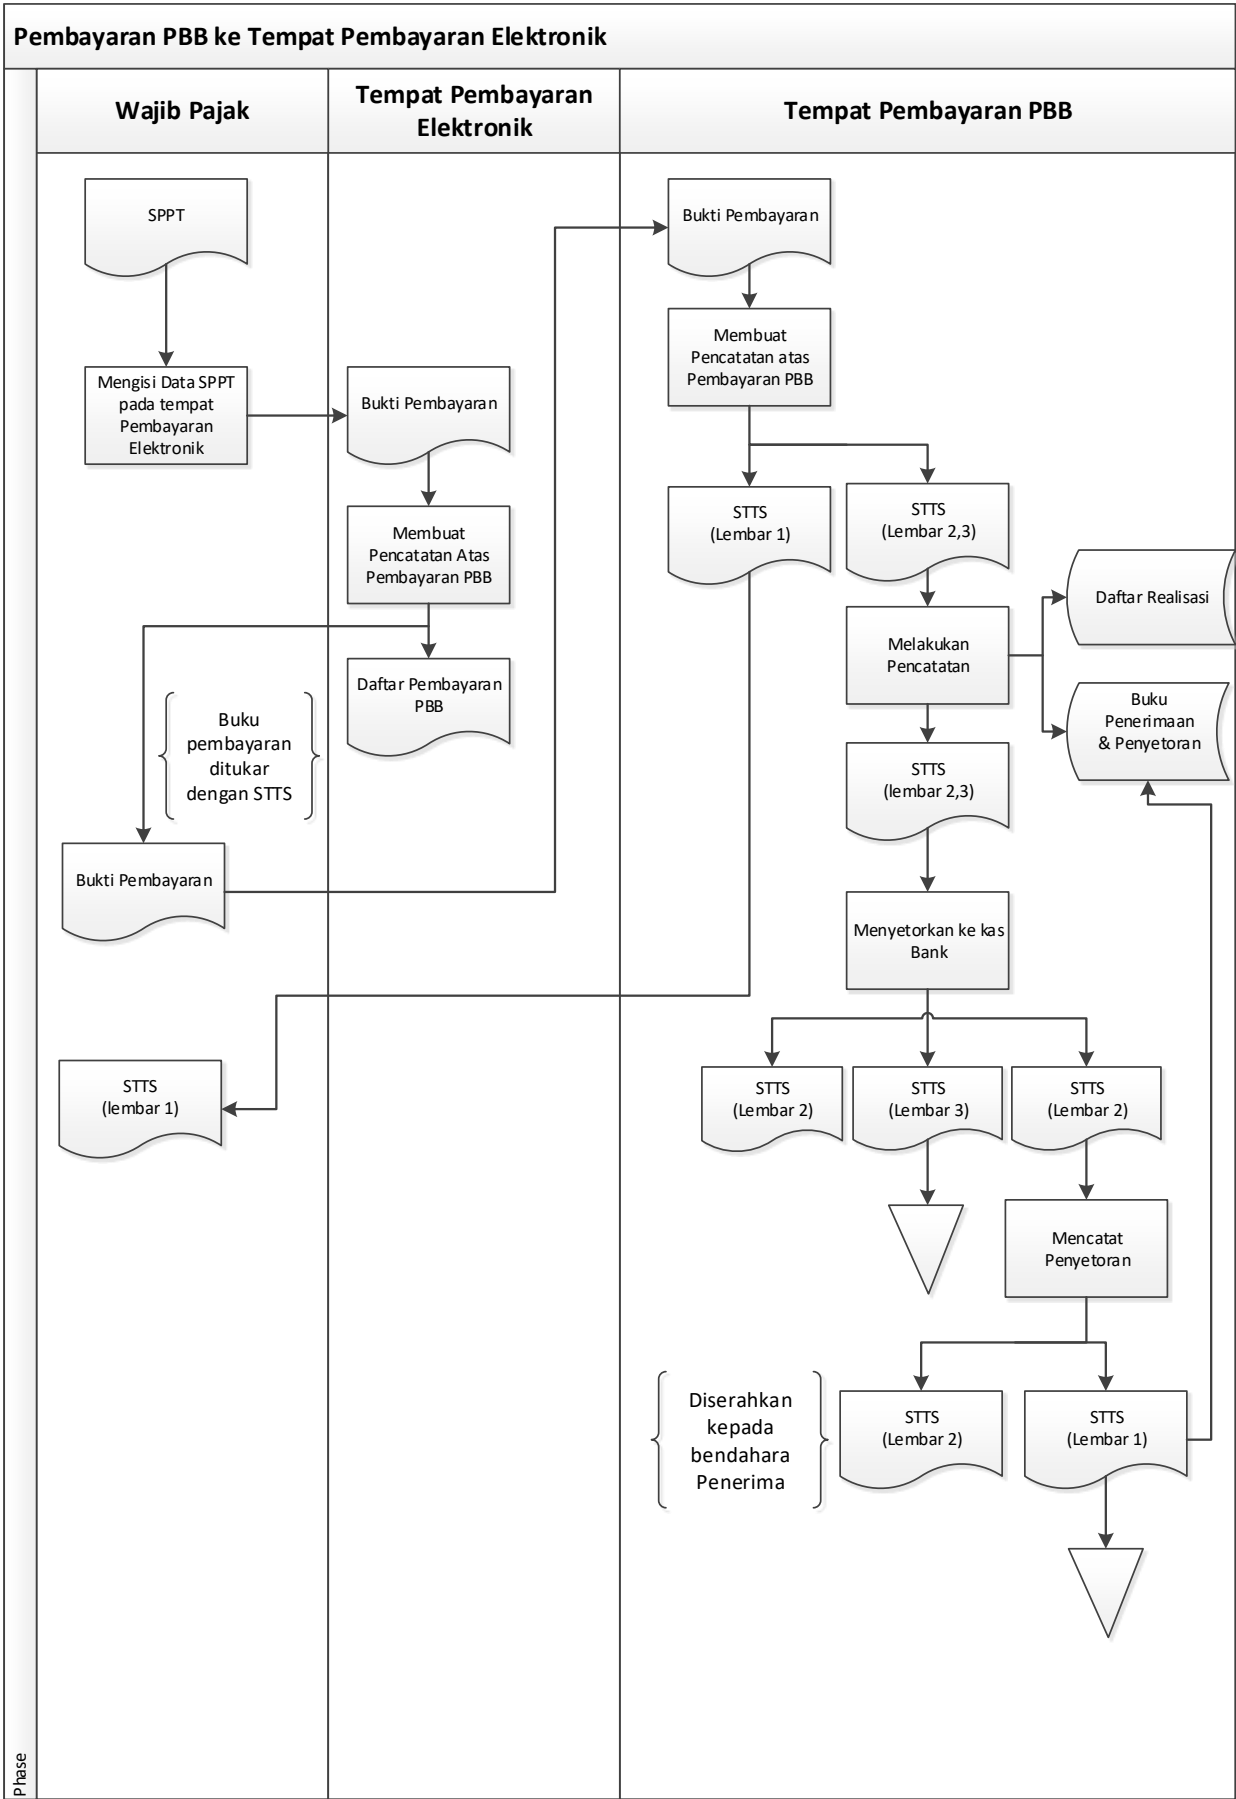 Pembayaran PBB ke Tempat Pembayaran Elektronik
Wajib Pajak
Tempat Pembayaran
Elektronik
Tempat Pembayaran PBB
SPPT
Mengisi Data SPPT
pada tempat
Pembayaran
Elektronik
Buku
pembayaran
ditukar
dengan STTS
Bukti Pembayaran
STTS
(lembar 1)
Bukti Pembayaran
Membuat
Pencatatan Atas
Pembayaran PBB
Daftar Pembayaran
PBB
Bukti Pembayaran
Membuat
Pencatatan atas
Pembayaran PBB
STTS
(Lembar 1)
STTS
(Lembar 2,3)
Melakukan
Pencatatan
Daftar Realisasi
Buku
Penerimaan
& Penyetoran
STTS
(lembar 2,3)
Menyetorkan ke kas
Bank
STTS
(Lembar 2)
STTS
(Lembar 3)
STTS
(Lembar 2)
Mencatat
Penyetoran
Diserahkan
kepada
bendahara
Penerima
STTS
(Lembar 2)
STTS
(Lembar 1)
Phase